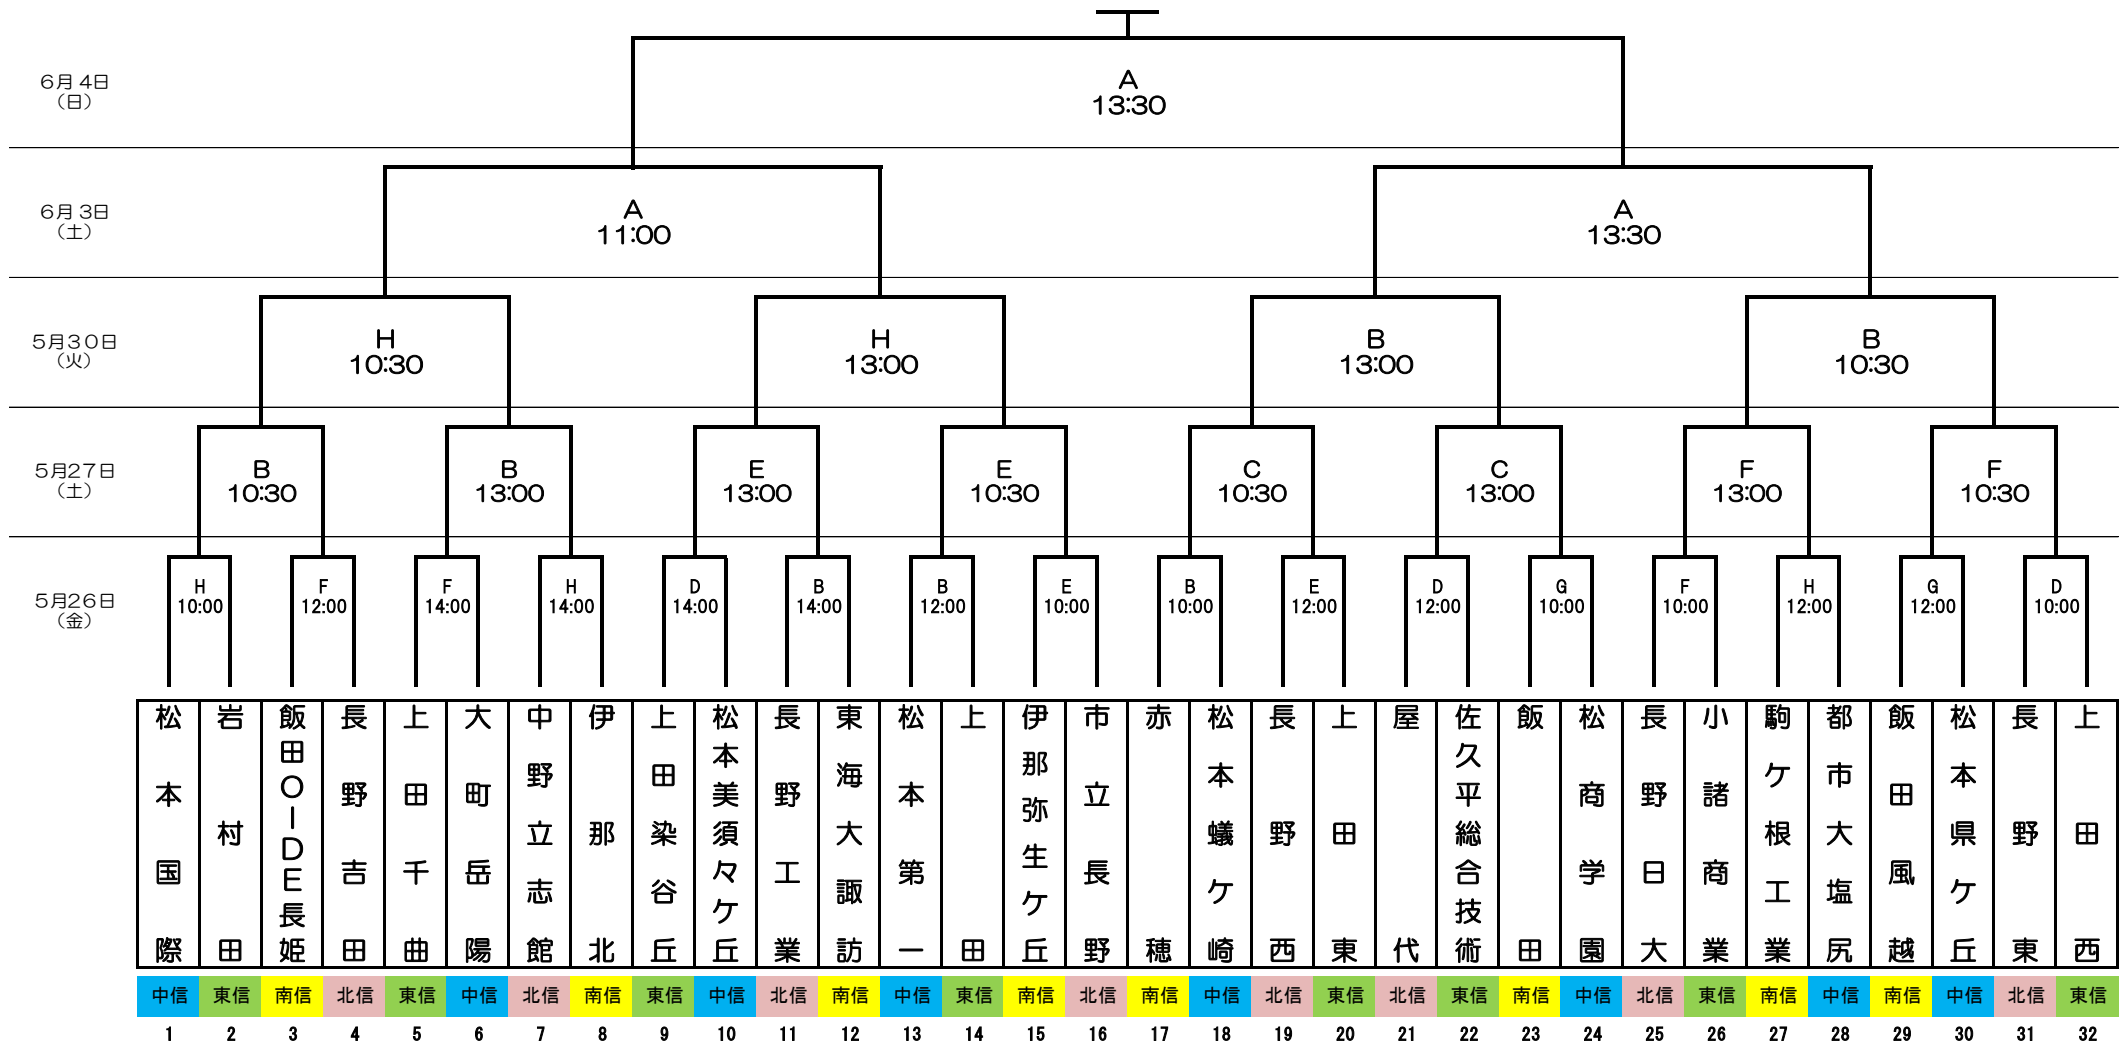 6月4日
（日）
A
13:30
6月3日
（土）
A
11:00
A
13:30
5月30日
（火）
H
10:30
H
13:00
B
13:00
B
10:30
5月27日
（土）
B
10:30
B
13:00
E
13:00
E
10:30
C
10:30
C
13:00
F
13:00
F
10:30
5月26日
（金）
H
10:00
F
12:00
F
14:00
H
14:00
D
14:00
B
14:00
B
12:00
E
10:00
B
10:00
E
12:00
D
12:00
G
10:00
F
10:00
H
12:00
G
12:00
D
10:00
松本国際
岩村田
飯田OIDE長姫
長野吉田
上田千曲
大町岳陽
中野立志館
伊那北
上田染谷丘
松本美須々ケ丘
長野工業
東海大諏訪
松本第一
上田
伊那弥生ケ丘
市立長野
赤穂
松本蟻ケ崎
長野西
上田東
屋代
佐久平総合技術
飯田
松商学園
長野日大
小諸商業
駒ケ根工業
都市大塩尻
飯田風越
松本県ケ丘
長野東
上田西
中信 東信 南信 北信 東信 中信 北信 南信 東信 中信 北信 南信 中信 東信 南信 北信 南信 中信 北信 東信 北信 東信 南信 中信 北信 東信 南信 中信 南信 中信 北信 東信
1 2 3 4 5 6 7 8 9 10 11 12 13 14 15 16 17 18 19 20 21 22 23 24 25 26 27 28 29 30 31 32